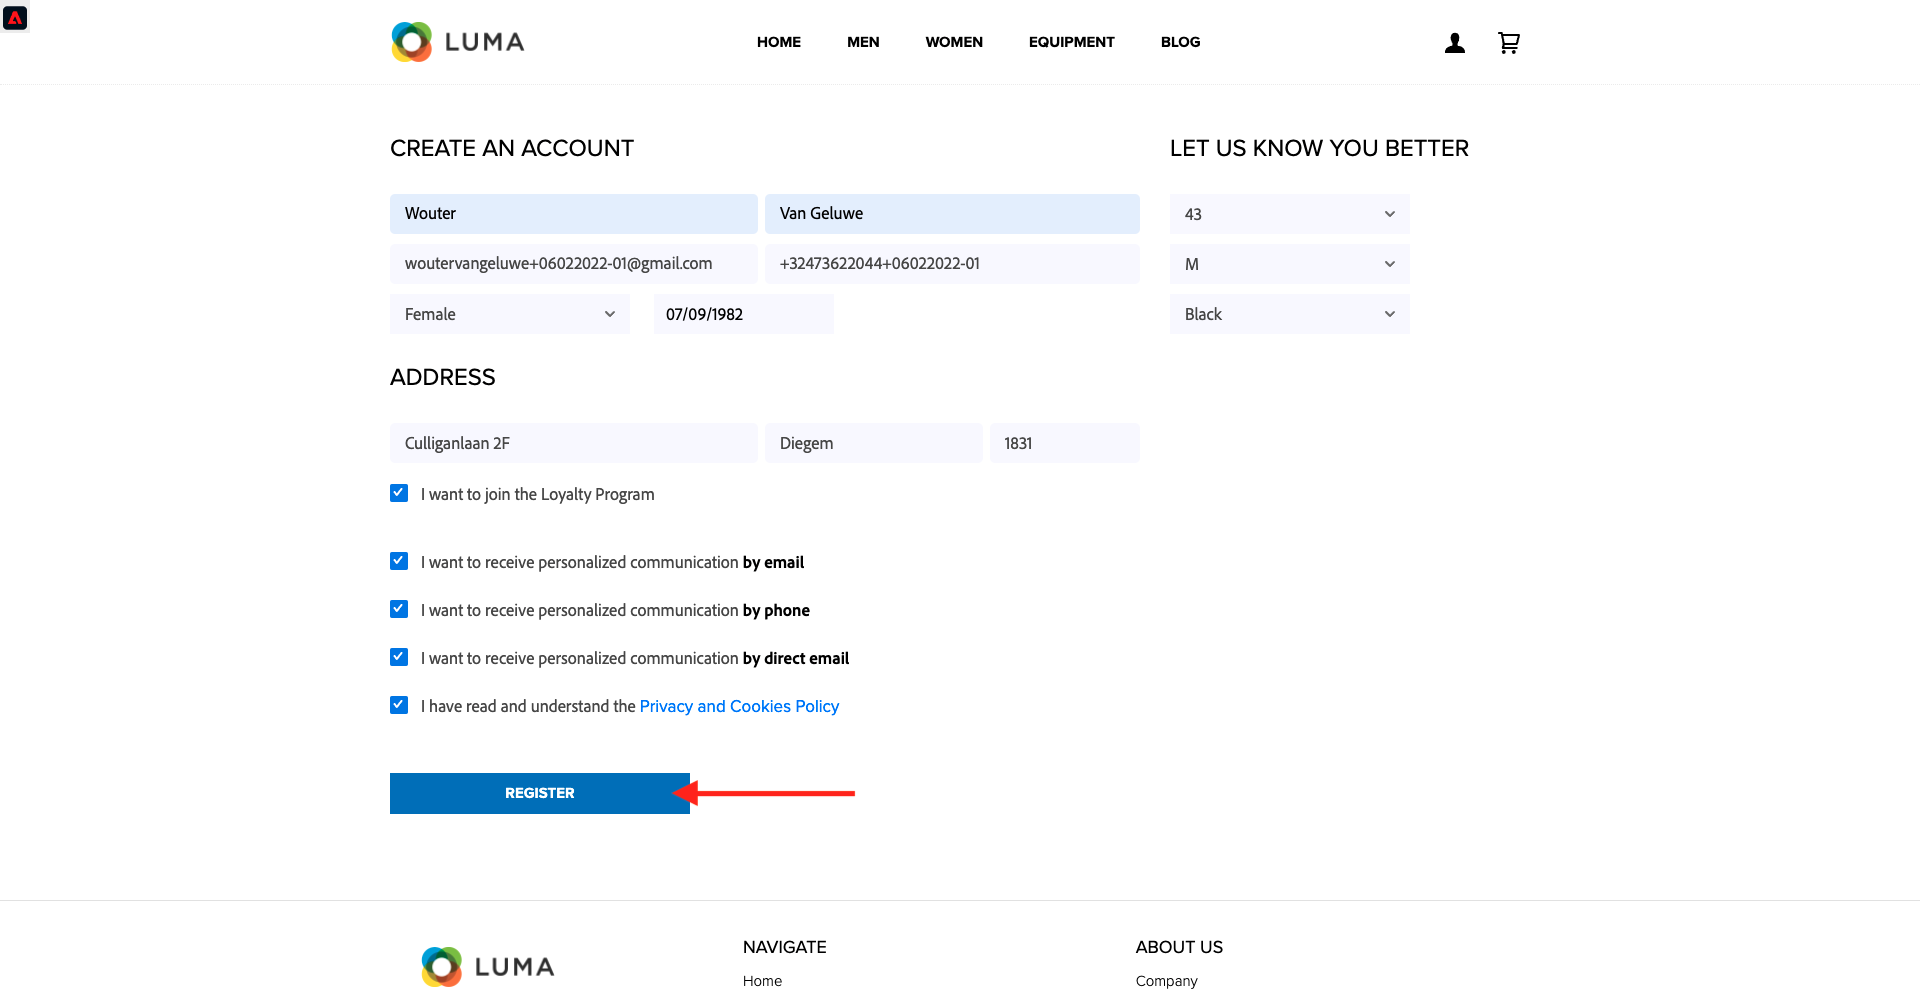 LUMA
HOME MEN WOMEN EQUIPMENT BLOG
CREATE AN ACCOUNT
Wouter Van Geluwe
woutervangeluwe+06022022-01@gmail.com +32473622044+06022022-01
Female 07/09/1982
LET US KNOW YOU BETTER
43
M
Black
ADDRESS
Culliganlaan 2F Diegem 1831
I want to join the Loyalty Program
I want to receive personalized communication by email
I want to receive personalized communication by phone
I want to receive personalized communication by direct email
I have read and understand the Privacy and Cookies Policy
REGISTER
LUMA
NAVIGATE
Home
ABOUT US
Company